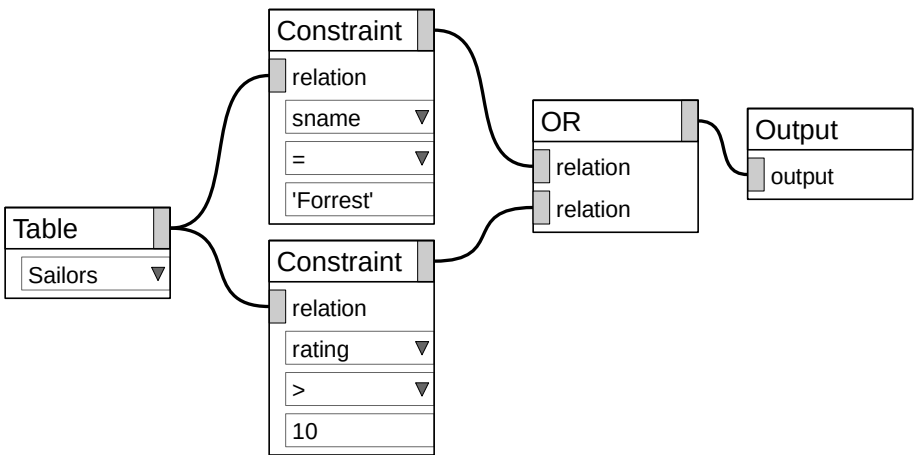 Table
Sailors
Constraint
relation
sname
=
'Forrest'
Constraint
relation
rating
>
10
OR
relation
relation
Output
output